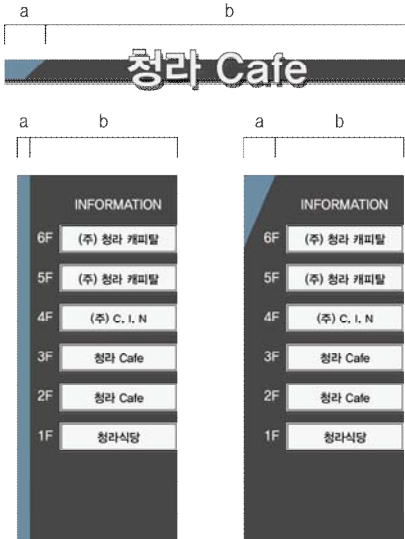 a b
청라 Cafe
a b
INFORMATION
6F (주) 청라 캐피탈
5F (주) 청라 캐피탈
4F (주) C. I. N
3F 청라 Cafe
2F 청라 Cafe
1F 청라식당
a b
INFORMATION
6F (주) 청라 캐피탈
5F (주) 청라 캐피탈
4F (주) C. I. N
3F 청라 Cafe
2F 청라 Cafe
1F 청라식당